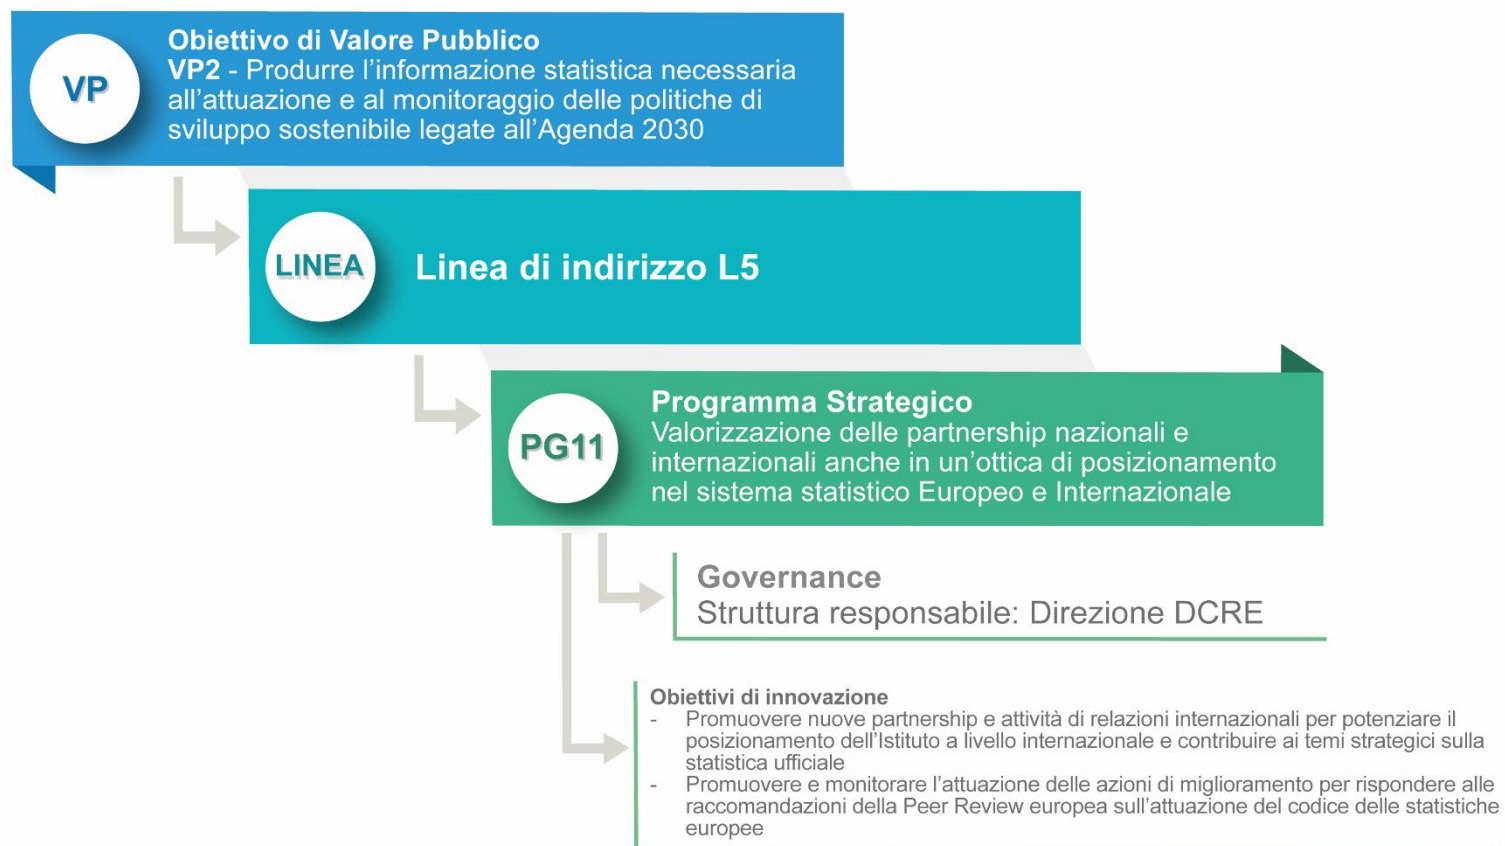 VP
Obiettivo di Valore Pubblico
VP2 - Produrre l’informazione statistica necessaria
all’attuazione e al monitoraggio delle politiche di
sviluppo sostenibile legate all’Agenda 2030
LINEA
Linea di indirizzo L5
PG11
Programma Strategico
Valorizzazione delle partnership nazionali e
internazionali anche in un’ottica di posizionamento
nel sistema statistico Europeo e Internazionale
Governance
Struttura responsabile: Direzione DCRE
Obiettivi di innovazione
- Promuovere nuove partnership e attività di relazioni internazionali per potenziare il
posizionamento dell’Istituto a livello internazionale e contribuire ai temi strategici sulla
statistica ufficiale
- Promuovere e monitorare l’attuazione delle azioni di miglioramento per rispondere alle
raccomandazioni della Peer Review europea sull’attuazione del codice delle statistiche
europee